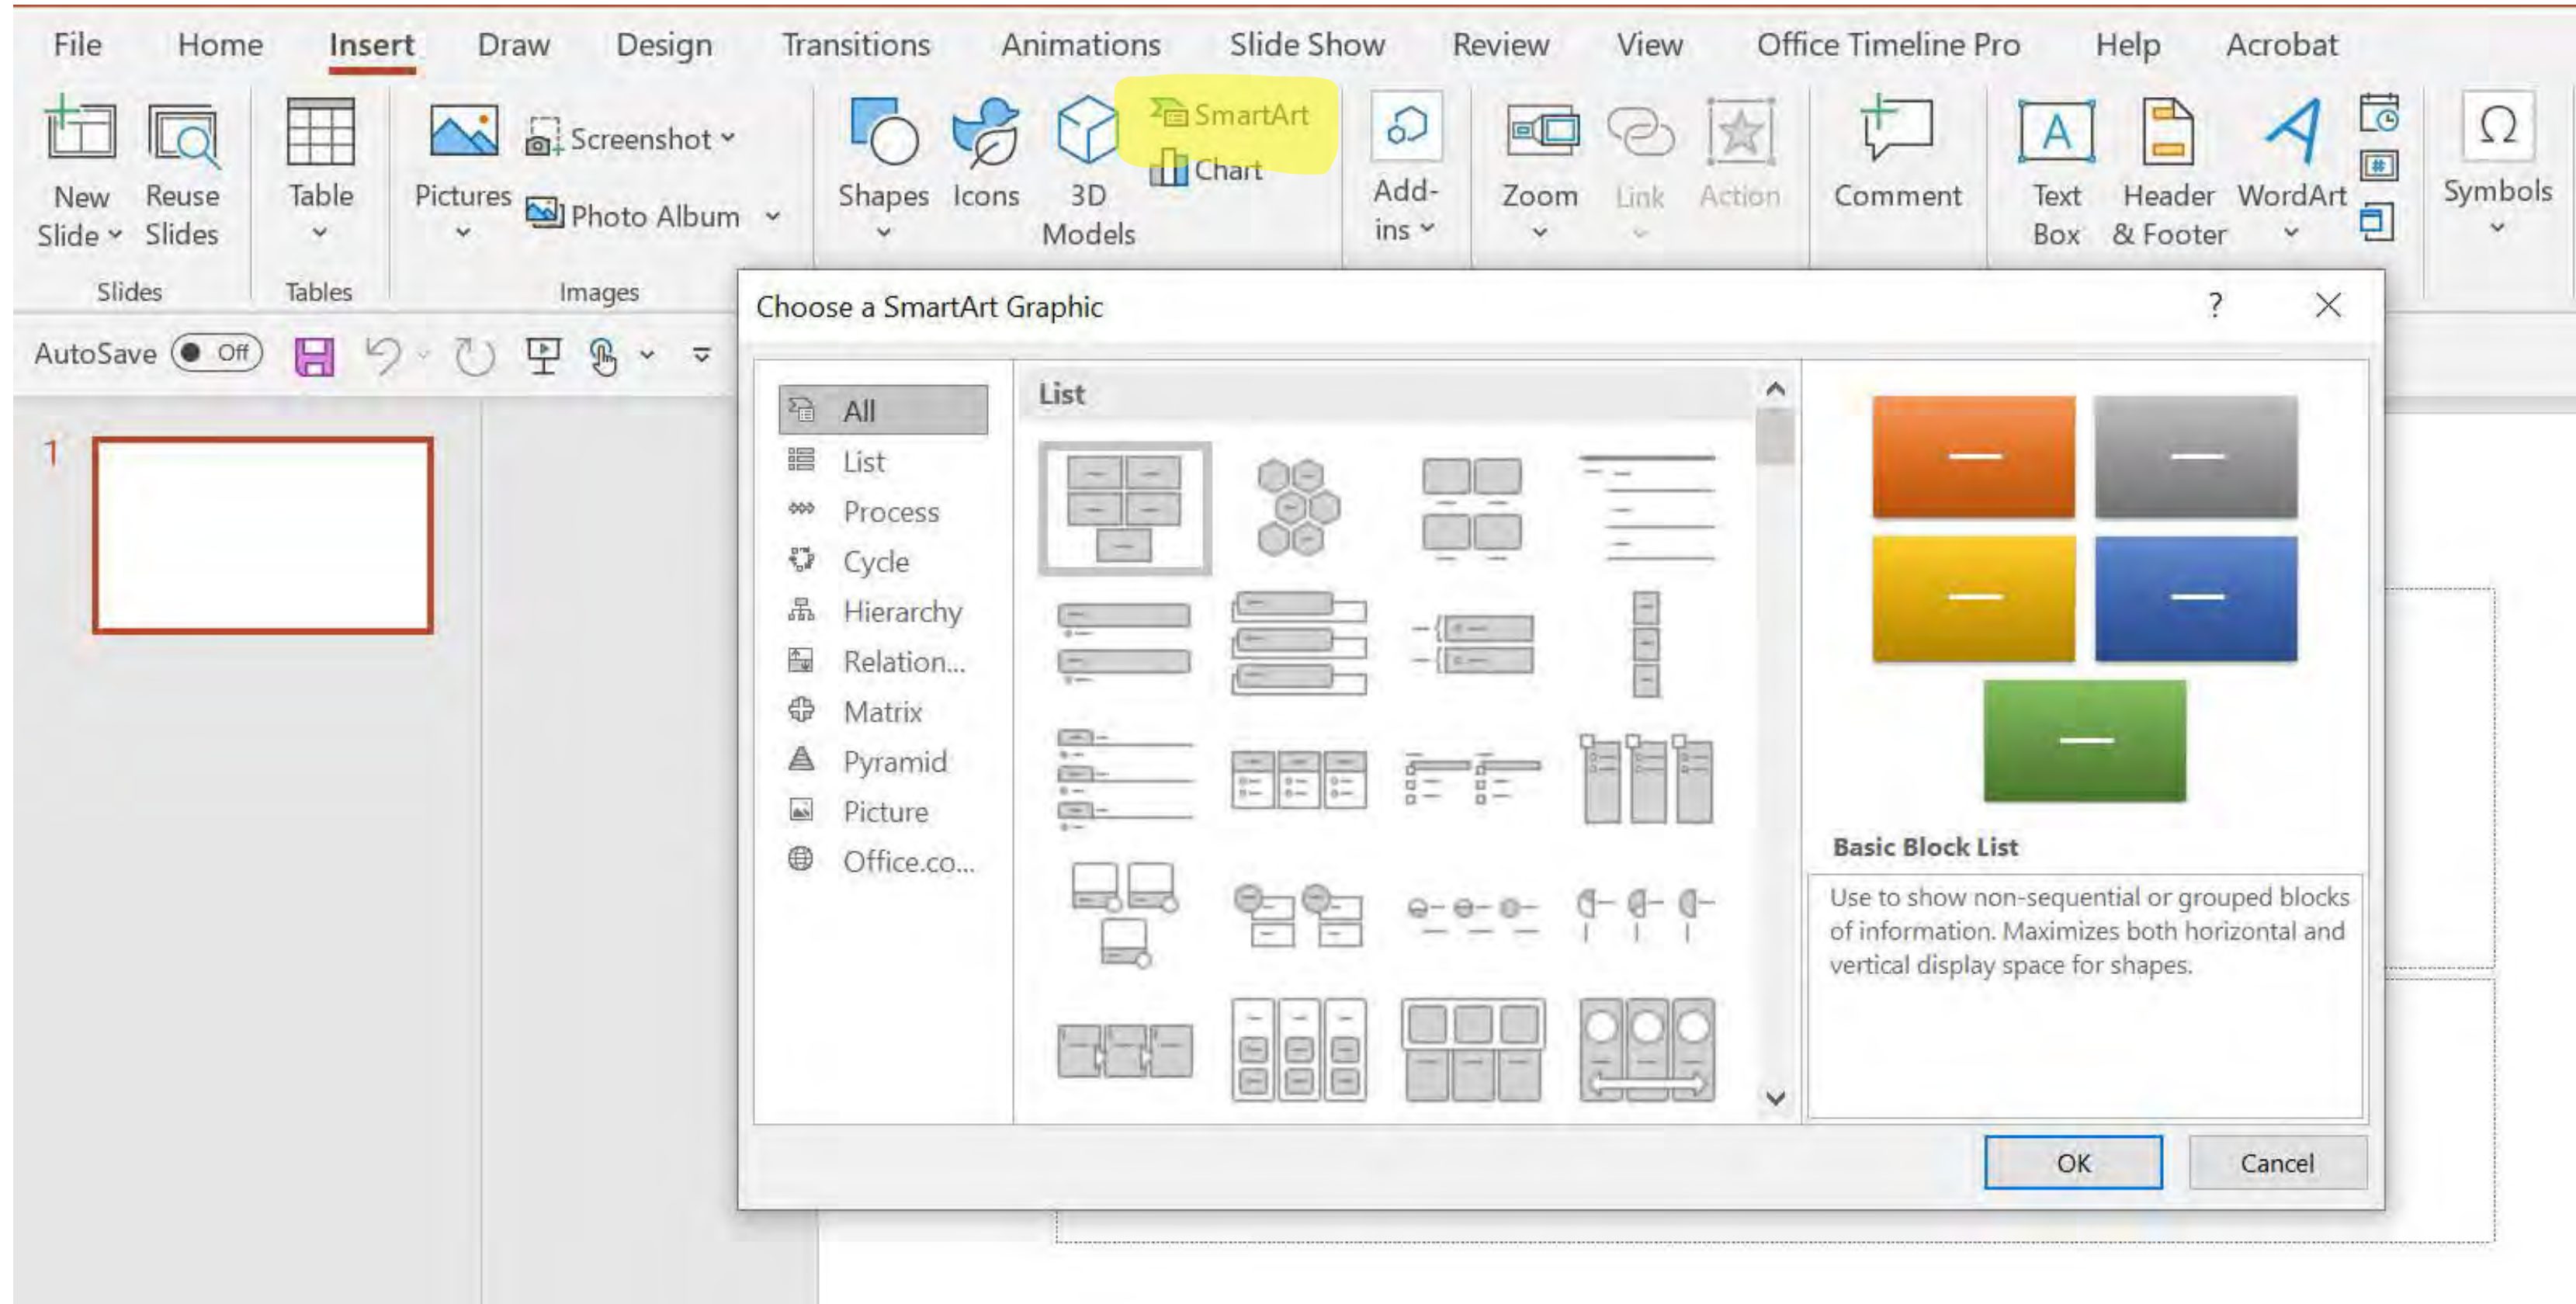 File Home Insert Draw Design Transitions Animations Slide Show Review View Office Timeline Pro Help Acrobat
New
Slide
Reuse
Slides
Table
Pictures
Screenshot
Photo Album
Shapes
Icons
3D
Models
SmartArt
Chart
Add-
ins
Zoom
Link
Action
Comment
Text
Box
Header
& Footer
WordArt
Symbols
Slides
Tables
Images
AutoSave Off
1
Choose a SmartArt Graphic
All
List
Process
Cycle
Hierarchy
Relation...
Matrix
Pyramid
Picture
Office.co...
List
Basic Block List
Use to show non-sequential or grouped blocks
of information. Maximizes both horizontal and
vertical display space for shapes.
OK
Cancel